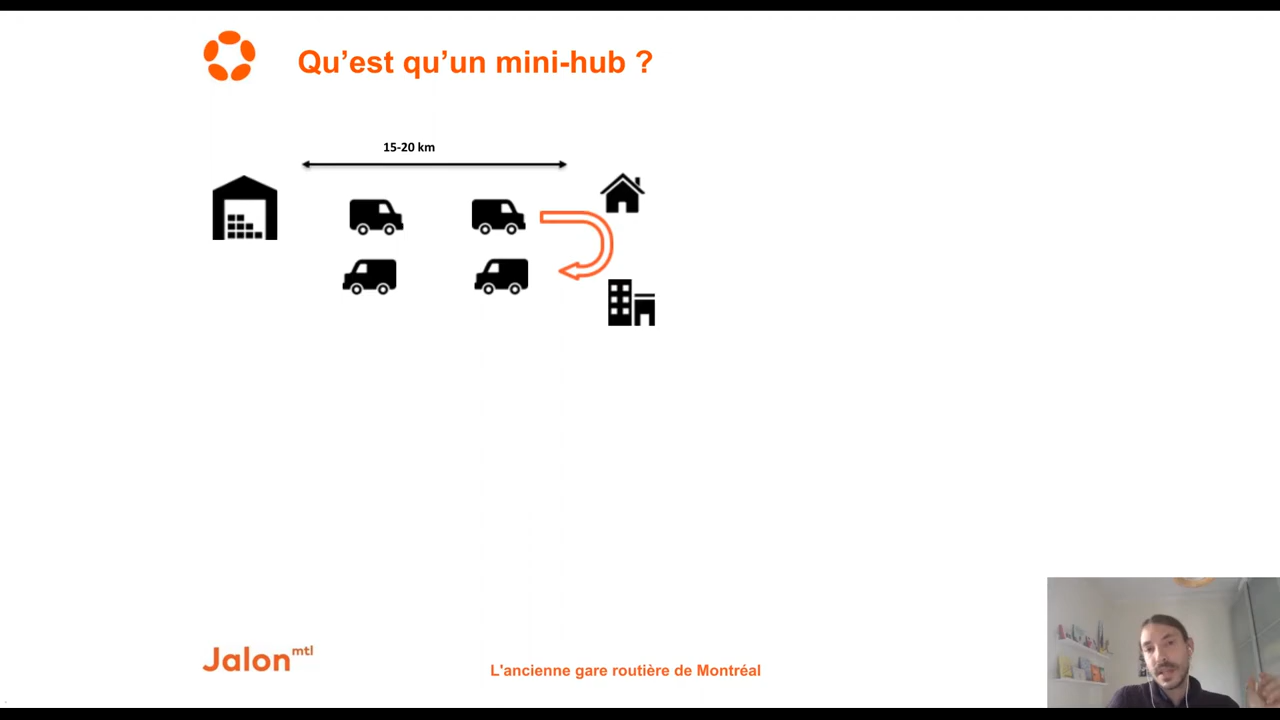 Qu’est qu’un mini-hub ?
15-20 km
Jalon mtl
L'ancienne gare routière de Montréal